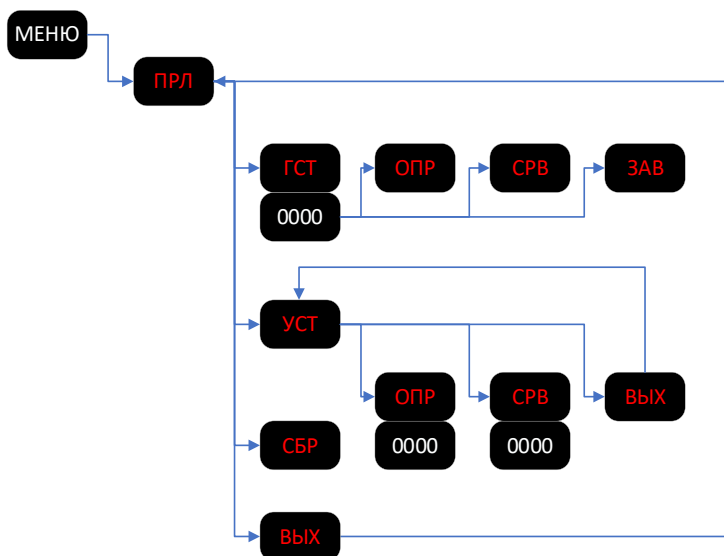 МЕНЮ
ПРЛ
ГСТ
ОПР
СРВ
ЗАВ
0000
УСТ
ОПР
СРВ
ВЫХ
0000
0000
СБР
ВЫХ